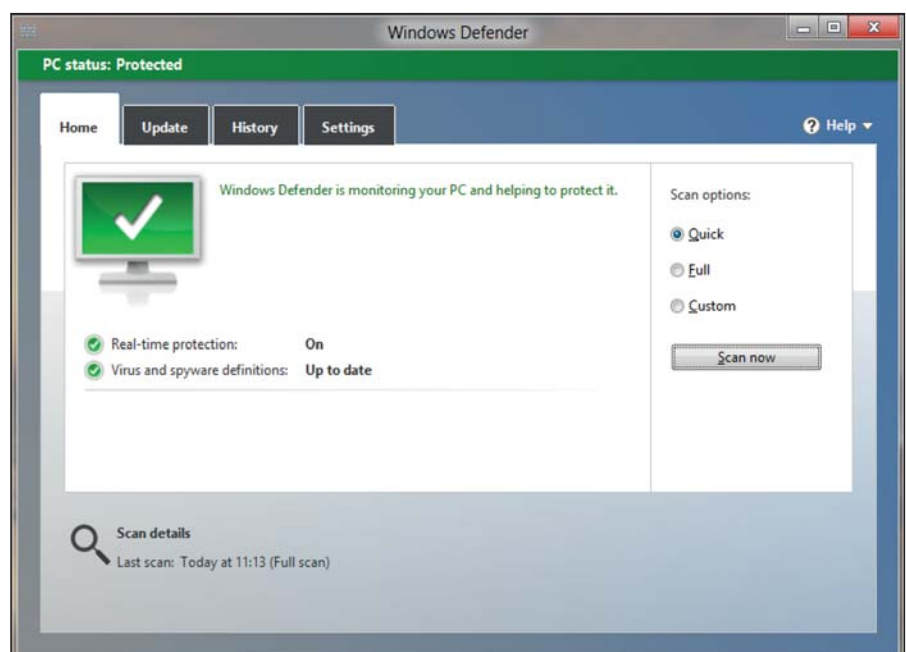 Windows Defender
PC status: Protected
Home
Update
History
Settings
Help
Windows Defender is monitoring your PC and helping to protect it.
Real-time protection: On
Virus and spyware definitions: Up to date
Scan options:
Quick
Full
Custom
Scan now
Scan details
Last scan: Today at 11:13 (Full scan)